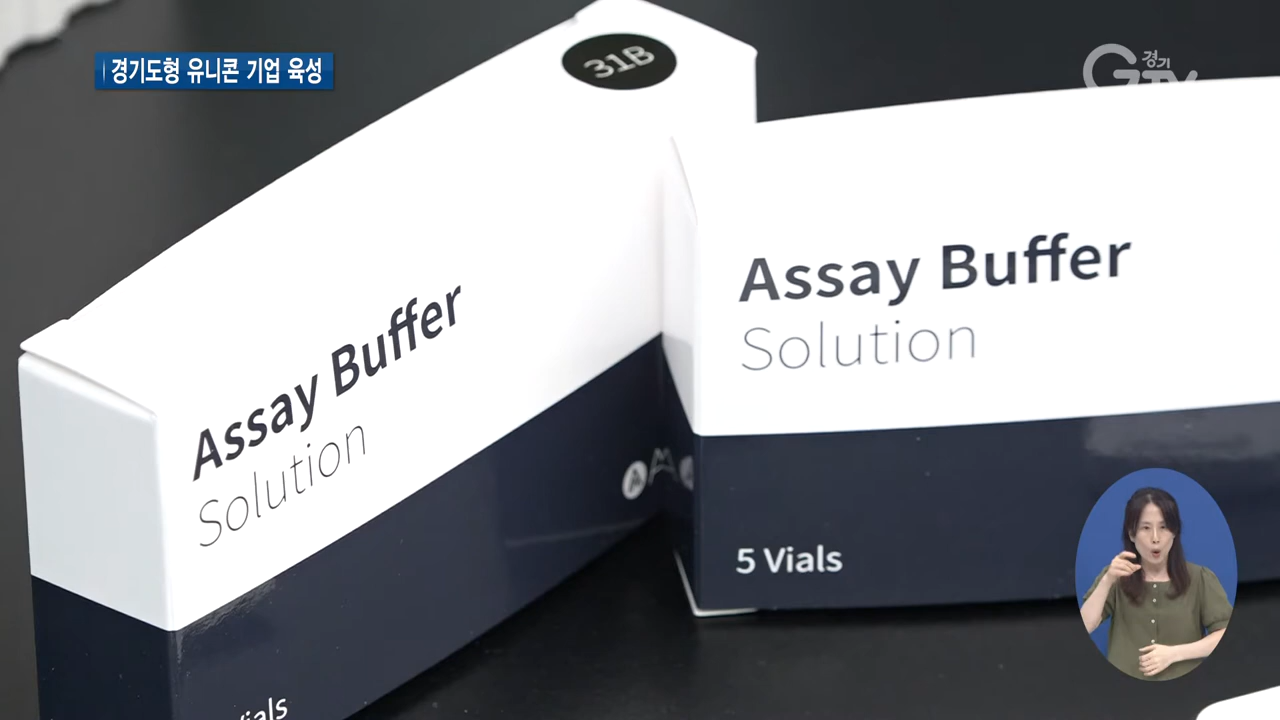 경기도형 유니콘 기업 육성
경기
GTV
31B
Assay Buffer
Solution
Assay Buffer
Solution
5 Vials